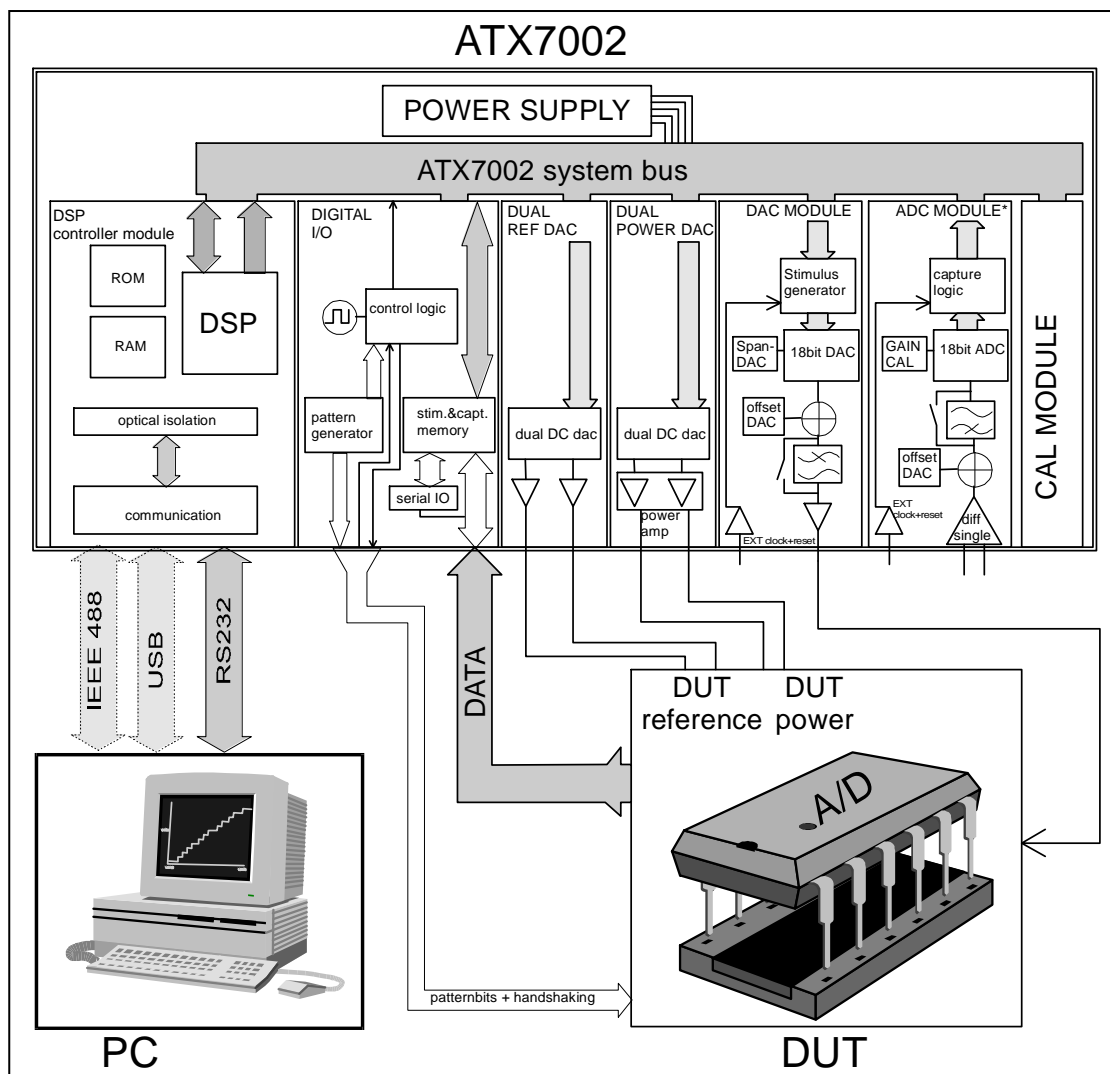 ATX7002
POWER SUPPLY
ATX7002 system bus
DSP
controller module
ROM
RAM
DSP
optical isolation
communication
DIGITAL
I/O
control logic
pattern
generator
stim.&capt.
memory
serial IO
DUAL
REF DAC
dual DC dac
DUAL
POWER DAC
dual DC dac
power
amp
DAC MODULE
Stimulus
generator
Span-
DAC
18bit DAC
offset
DAC
EXT clock+reset
ADC MODULE*
capture
logic
GAIN
CAL
18bit ADC
offset
DAC
EXT
clock+reset
diff
single
CAL MODULE
IEEE 488
USB
RS232
DATA
DUT
reference
DUT
power
A/D
patternbits + handshaking
PC
DUT